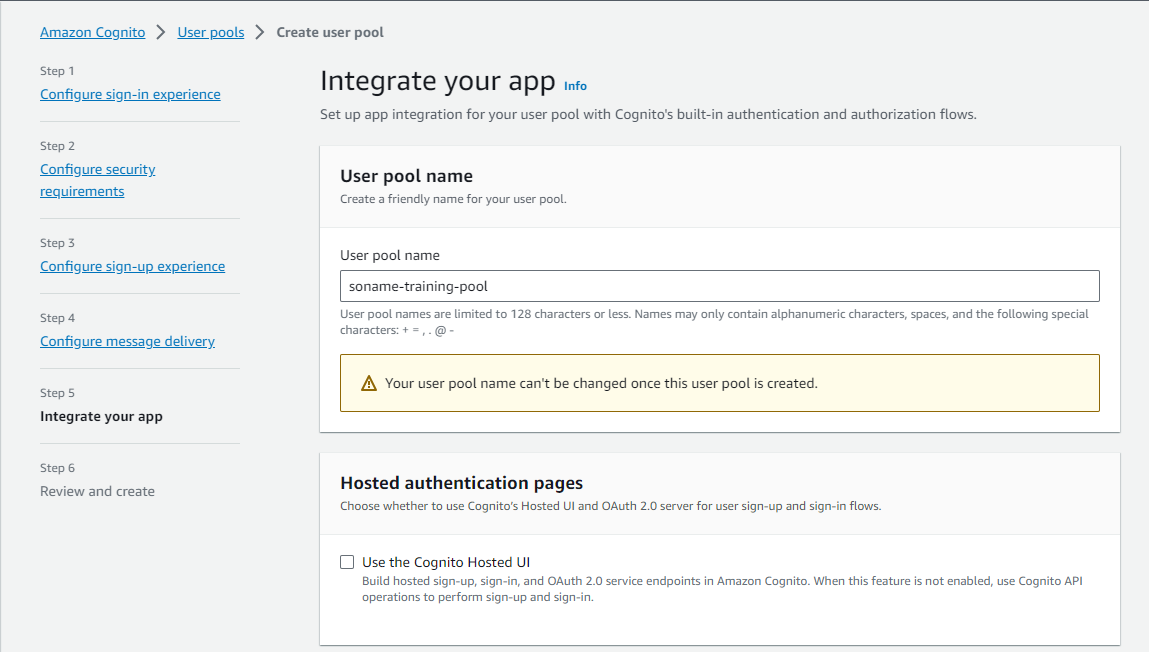 Amazon Cognito > User pools > Create user pool
Step 1
Configure sign-in experience
Step 2
Configure security
requirements
Step 3
Configure sign-up experience
Step 4
Configure message delivery
Step 5
Integrate your app
Step 6
Review and create
Integrate your app Info
Set up app integration for your user pool with Cognito's built-in authentication and authorization flows.
User pool name
Create a friendly name for your user pool.
User pool name
soname-training-pool
User pool names are limited to 128 characters or less. Names may only contain alphanumeric characters, spaces, and the following special
characters: + = , . @ -
Your user pool name can't be changed once this user pool is created.
Hosted authentication pages
Choose whether to use Cognito's Hosted UI and OAuth 2.0 server for user sign-up and sign-in flows.
Use the Cognito Hosted UI
Build hosted sign-up, sign-in, and OAuth 2.0 service endpoints in Amazon Cognito. When this feature is not enabled, use Cognito API
operations to perform sign-up and sign-in.